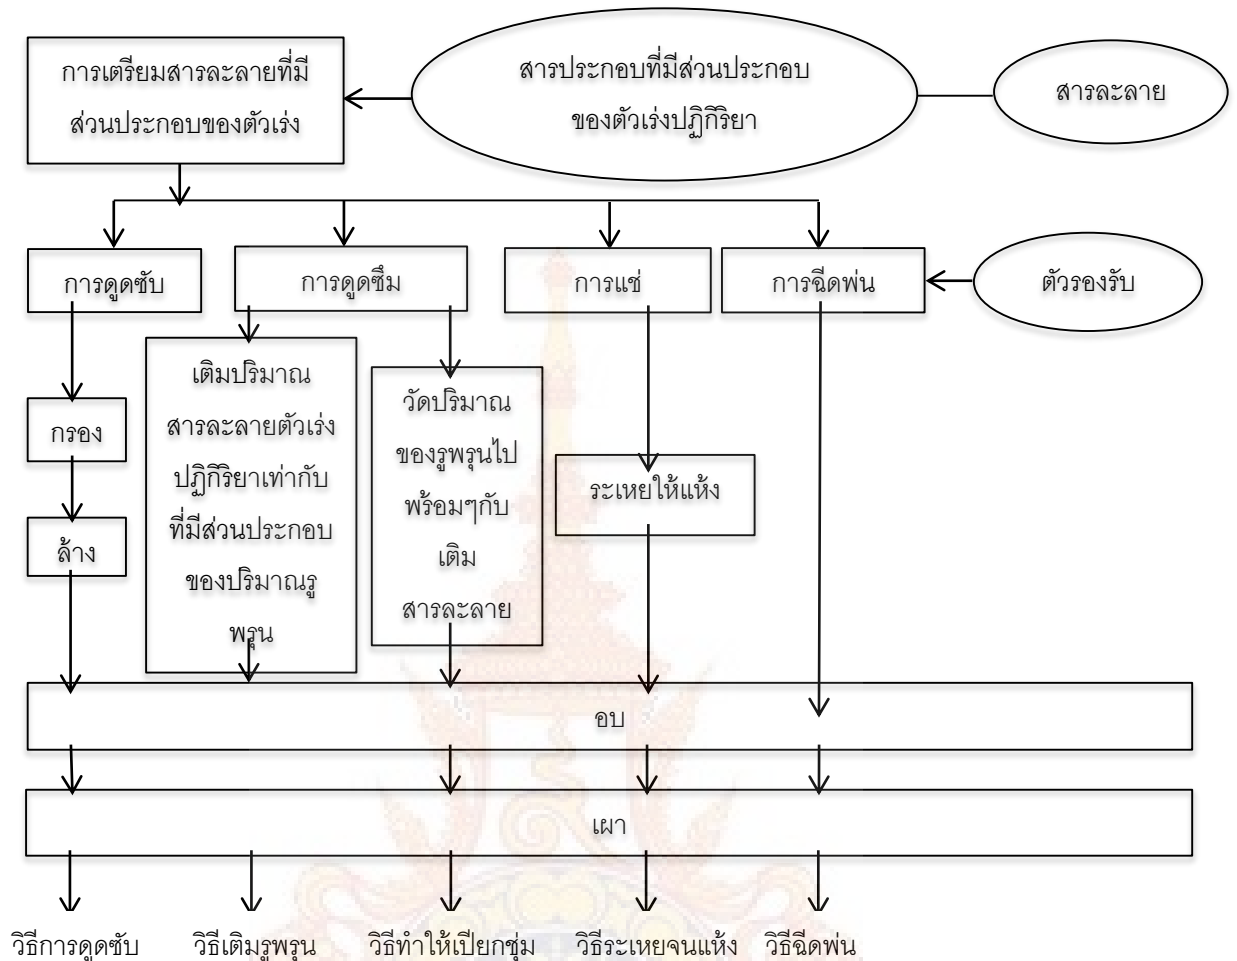 การเตรียมสารละลายที่มี
ส่วนประกอบของตัวเร่ง
สารประกอบที่มีส่วนประกอบ
ของตัวเร่งปฏิกิริยา
สารละลาย
การดูดซับ
การดูดซึม
การแช่
การฉีดพ่น
ตัวรองรับ
กรอง
ล้าง
เติมปริมาณ
สารละลายตัวเร่ง
ปฏิกิริยาเท่ากับ
ที่มีส่วนประกอบ
ของปริมาณรู
พรุน
วัดปริมาณ
ของรูพรุนไป
พร้อมๆกับ
เติม
สารละลาย
ระเหยให้แห้ง
อบ
เผา
วิธีการดูดซับ
วิธีเติมรูพรุน
วิธีทำให้เปียกชุ่ม
วิธีระเหยจนแห้ง
วิธีฉีดพ่น